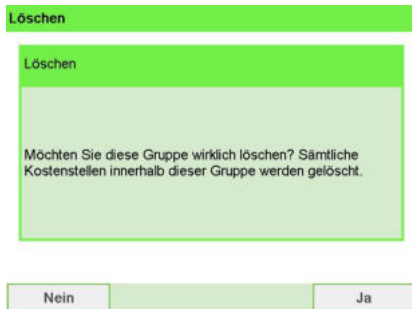 Löschen
Löschen
Möchten Sie diese Gruppe wirklich löschen? Sämtliche
Kostenstellen innerhalb dieser Gruppe werden gelöscht.
Nein Ja